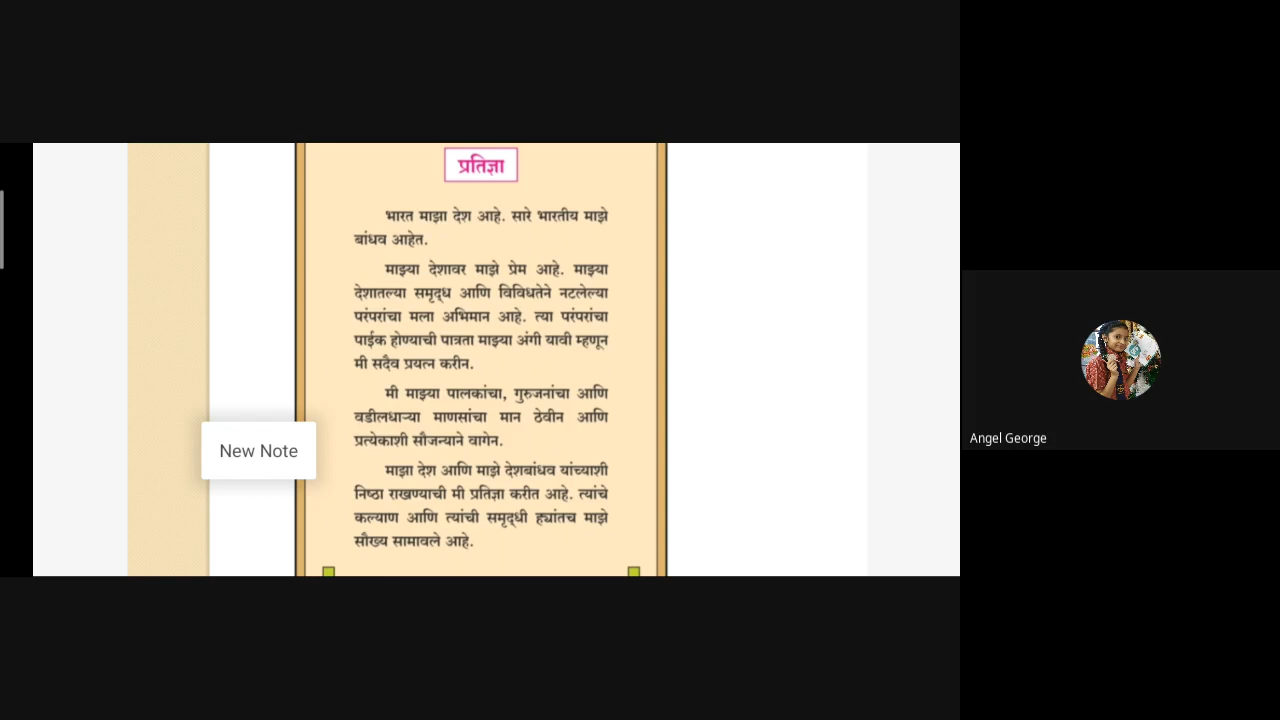 प्रतिज्ञा
भारत माझा देश आहे. सारे भारतीय माझे
बांधव आहेत.
माझ्या देशावर माझे प्रेम आहे. माझ्या
देशातल्या समृद्ध आणि विविधतेने नटलेल्या
परंपरांचा मला अभिमान आहे. त्या परंपरांचा
पाईक होण्याची पात्रता माझ्या अंगी यावी म्हणून
मी सदैव प्रयत्न करीन.
मी माझ्या पालकांचा, गुरुजनांचा आणि
वडीलधाऱ्या माणसांचा मान ठेवीन आणि
प्रत्येकाशी सौजन्याने वागेन.
माझा देश आणि माझे देशबांधव यांच्याशी
निष्ठा राखण्याची मी प्रतिज्ञा करीत आहे. त्यांचे
कल्याण आणि त्यांची समृद्धी ह्यांतच माझे
सौख्य सामावले आहे.
New Note
Angel George